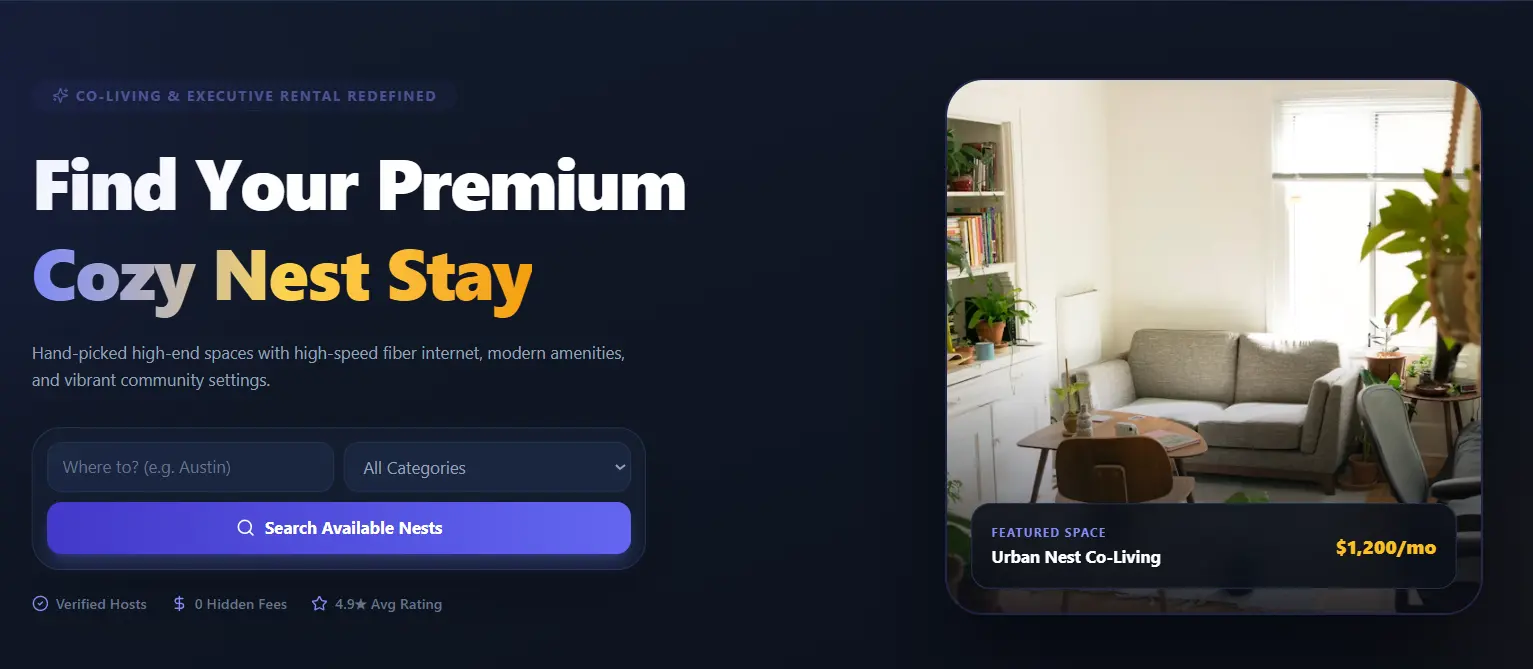 CO-LIVING & EXECUTIVE RENTAL REDEFINED
Find Your Premium
Cozy Nest Stay
Hand-picked high-end spaces with high-speed fiber internet, modern amenities,
and vibrant community settings.
Where to? (e.g. Austin)
All Categories
Search Available Nests
Verified Hosts
0 Hidden Fees
4.9★ Avg Rating
FEATURED SPACE
Urban Nest Co-Living
$1,200/mo